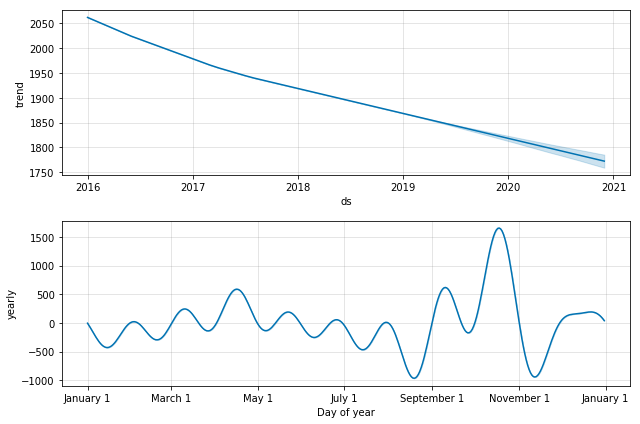 trend
2050
2000
1950
1900
1850
1800
1750
2016 2017 2018 2019 2020 2021
ds
yearly
1500
1000
500
0
−500
−1000
January 1 March 1 May 1 July 1 September 1 November 1 January 1
Day of year